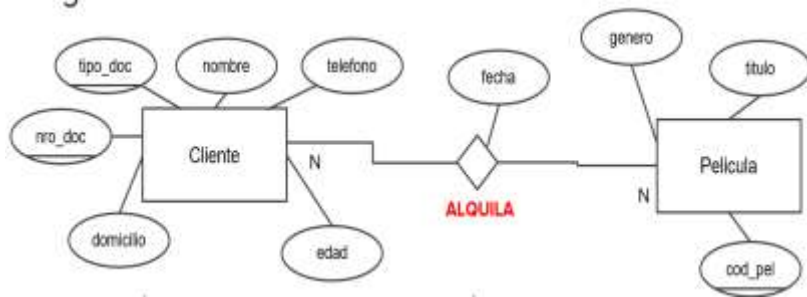 tipo_doc
nombre
telefono
nro_doc
Cliente
domicilio
edad
N
fecha
ALQUILA
genero
titulo
Pelicula
N
cod_pel